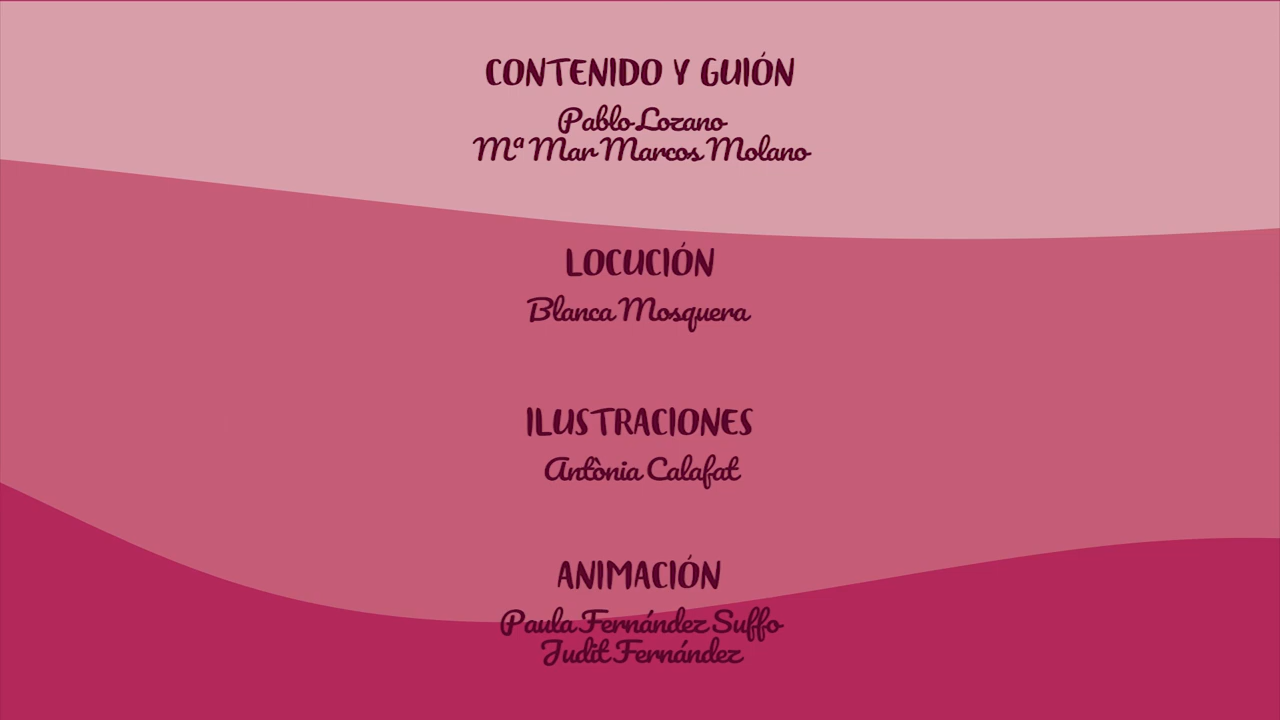 CONTENIDO Y GUIÓN
Pablo Lozano
Mª Mar Marcos Molano
LOCUCIÓN
Blanca Mosquera
ILUSTRACIONES
Antònia Calafat
ANIMACIÓN
Paula Fernández Suffo
Judit Fernández